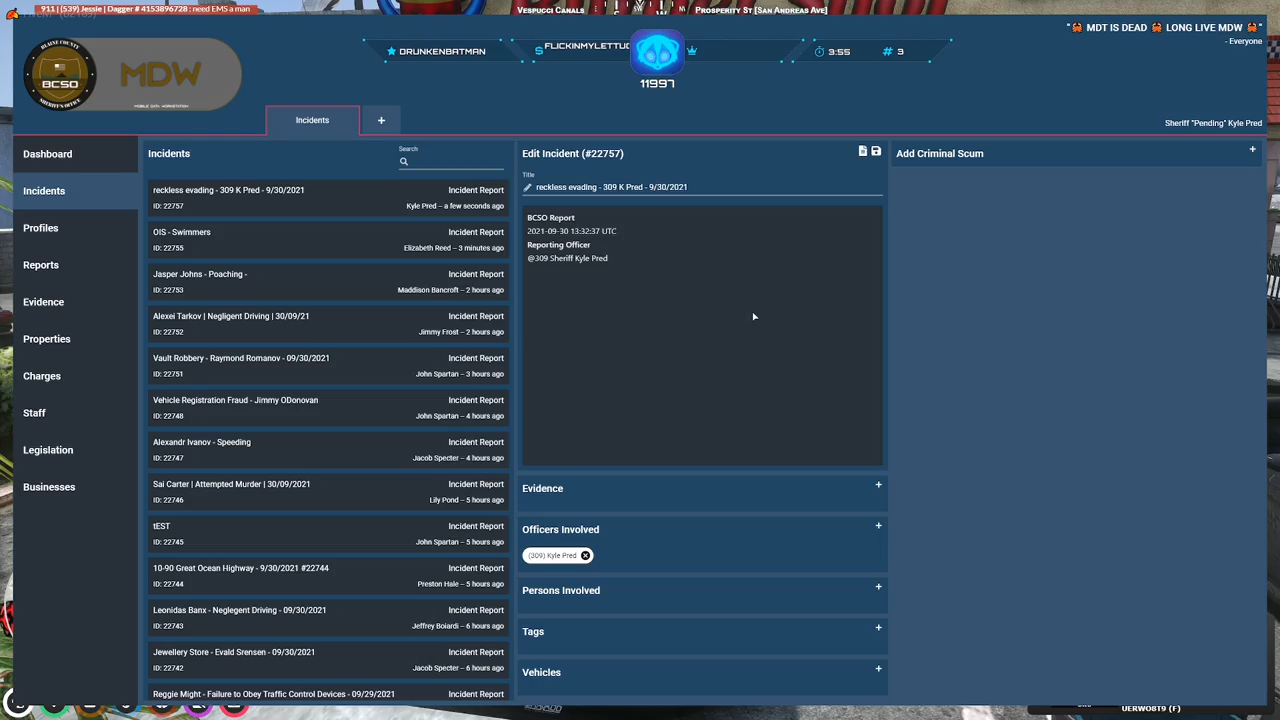 911 | (539) Jessie | Dagger # 4153896728 : need EMS a man
Vespucci Canals
Prosperity St [San Andreas Ave]
" 🦀 MDT IS DEAD 🦀 LONG LIVE MDW 🦀 "
- Everyone
BLAINE COUNTY
BCSO
SHERIFF'S OFFICE
MDW
MOBILE DATA WORKSTATION
DRUNKENBATMAN
FLICKINMYLETTUC
11997
3:55
# 3
Incidents
+
Sheriff "Pending" Kyle Pred
Dashboard
Incidents
Profiles
Reports
Evidence
Properties
Charges
Staff
Legislation
Businesses
Incidents
Search
reckless evading - 309 K Pred - 9/30/2021
Incident Report
ID: 22757
Kyle Pred – a few seconds ago
OIS - Swimmers
Incident Report
ID: 22755
Elizabeth Reed – 3 minutes ago
Jasper Johns - Poaching -
Incident Report
ID: 22753
Maddison Bancroft – 2 hours ago
Alexei Tarkov | Negligent Driving | 30/09/21
Incident Report
ID: 22752
Jimmy Frost – 2 hours ago
Vault Robbery - Raymond Romanov - 09/30/2021
Incident Report
ID: 22751
John Spartan – 3 hours ago
Vehicle Registration Fraud - Jimmy ODonovan
Incident Report
ID: 22748
John Spartan – 4 hours ago
Alexandr Ivanov - Speeding
Incident Report
ID: 22747
Jacob Specter – 4 hours ago
Sai Carter | Attempted Murder | 30/09/2021
Incident Report
ID: 22746
Lily Pond – 5 hours ago
tEST
Incident Report
ID: 22745
John Spartan – 5 hours ago
10-90 Great Ocean Highway - 9/30/2021 #22744
Incident Report
ID: 22744
Preston Hale – 5 hours ago
Leonidas Banx - Neglegent Driving - 09/30/2021
Incident Report
ID: 22743
Jeffrey Boiardi – 6 hours ago
Jewellery Store - Evald Srensen - 09/30/2021
Incident Report
ID: 22742
Jacob Specter – 6 hours ago
Reggie Might - Failure to Obey Traffic Control Devices - 09/29/2021
Incident Report
Edit Incident (#22757)
Title
reckless evading - 309 K Pred - 9/30/2021
BCSO Report
2021-09-30 13:32:37 UTC
Reporting Officer
@309 Sheriff Kyle Pred
Evidence
+
Officers Involved
+
(309) Kyle Pred
Persons Involved
+
Tags
+
Vehicles
+
Add Criminal Scum
+
UERWO8T9 (F)